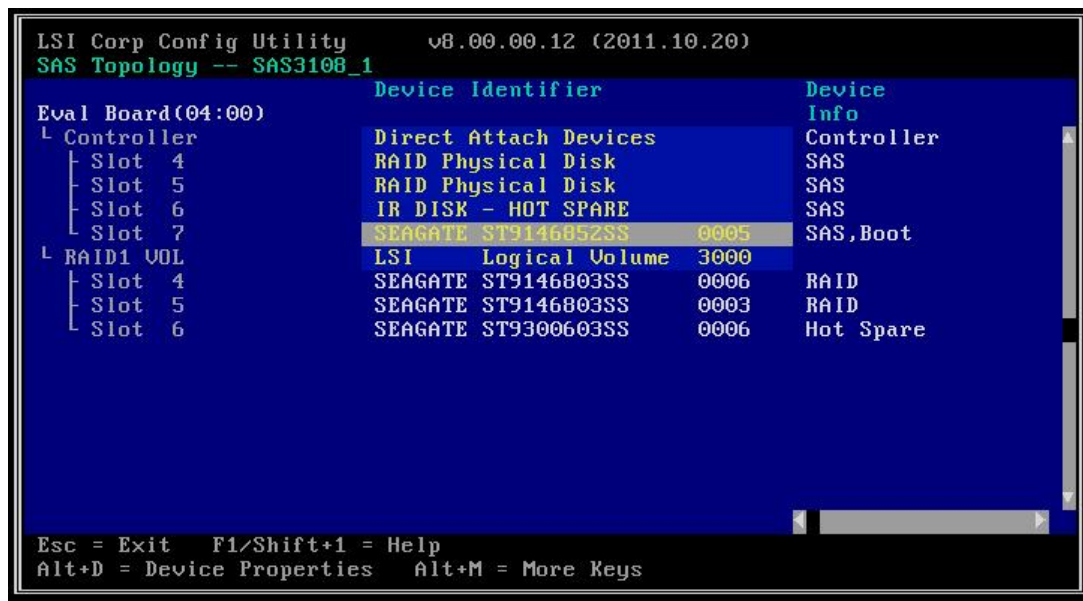 LSI Corp Config Utility v8.00.00.12 (2011.10.20)
SAS Topology -- SAS3108_1
Device Identifier Device
Eval Board(04:00) Info
Controller Direct Attach Devices Controller
Slot 4 RAID Physical Disk SAS
Slot 5 RAID Physical Disk SAS
Slot 6 IR DISK - HOT SPARE SAS
Slot 7 SEAGATE ST9146852SS 0005 SAS,Boot
RAID1 VOL LSI Logical Volume 3000
Slot 4 SEAGATE ST9146803SS 0006 RAID
Slot 5 SEAGATE ST9146803SS 0003 RAID
Slot 6 SEAGATE ST9300603SS 0006 Hot Spare
Esc = Exit F1/Shift+1 = Help
Alt+D = Device Properties Alt+M = More Keys